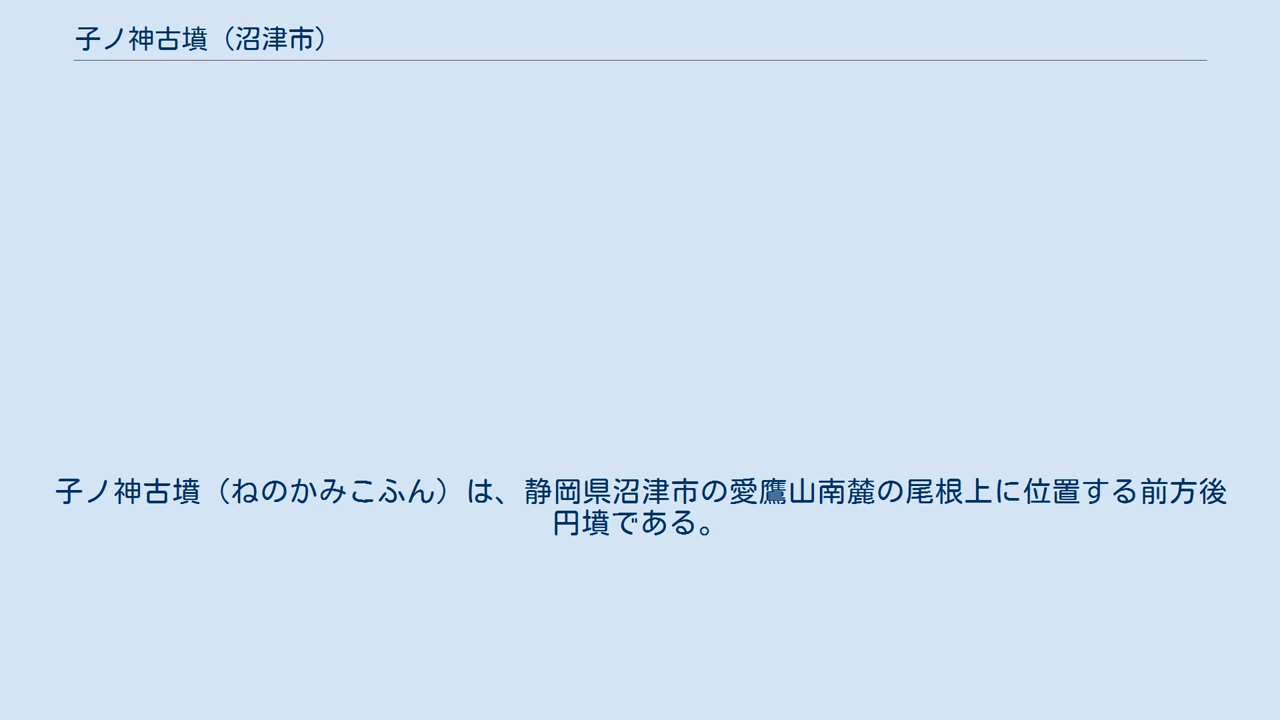 子ノ神古墳（沼津市）
子ノ神古墳（ねのかみこふん）は、静岡県沼津市の愛鷹山南麓の尾根上に位置する前方後
円墳である。